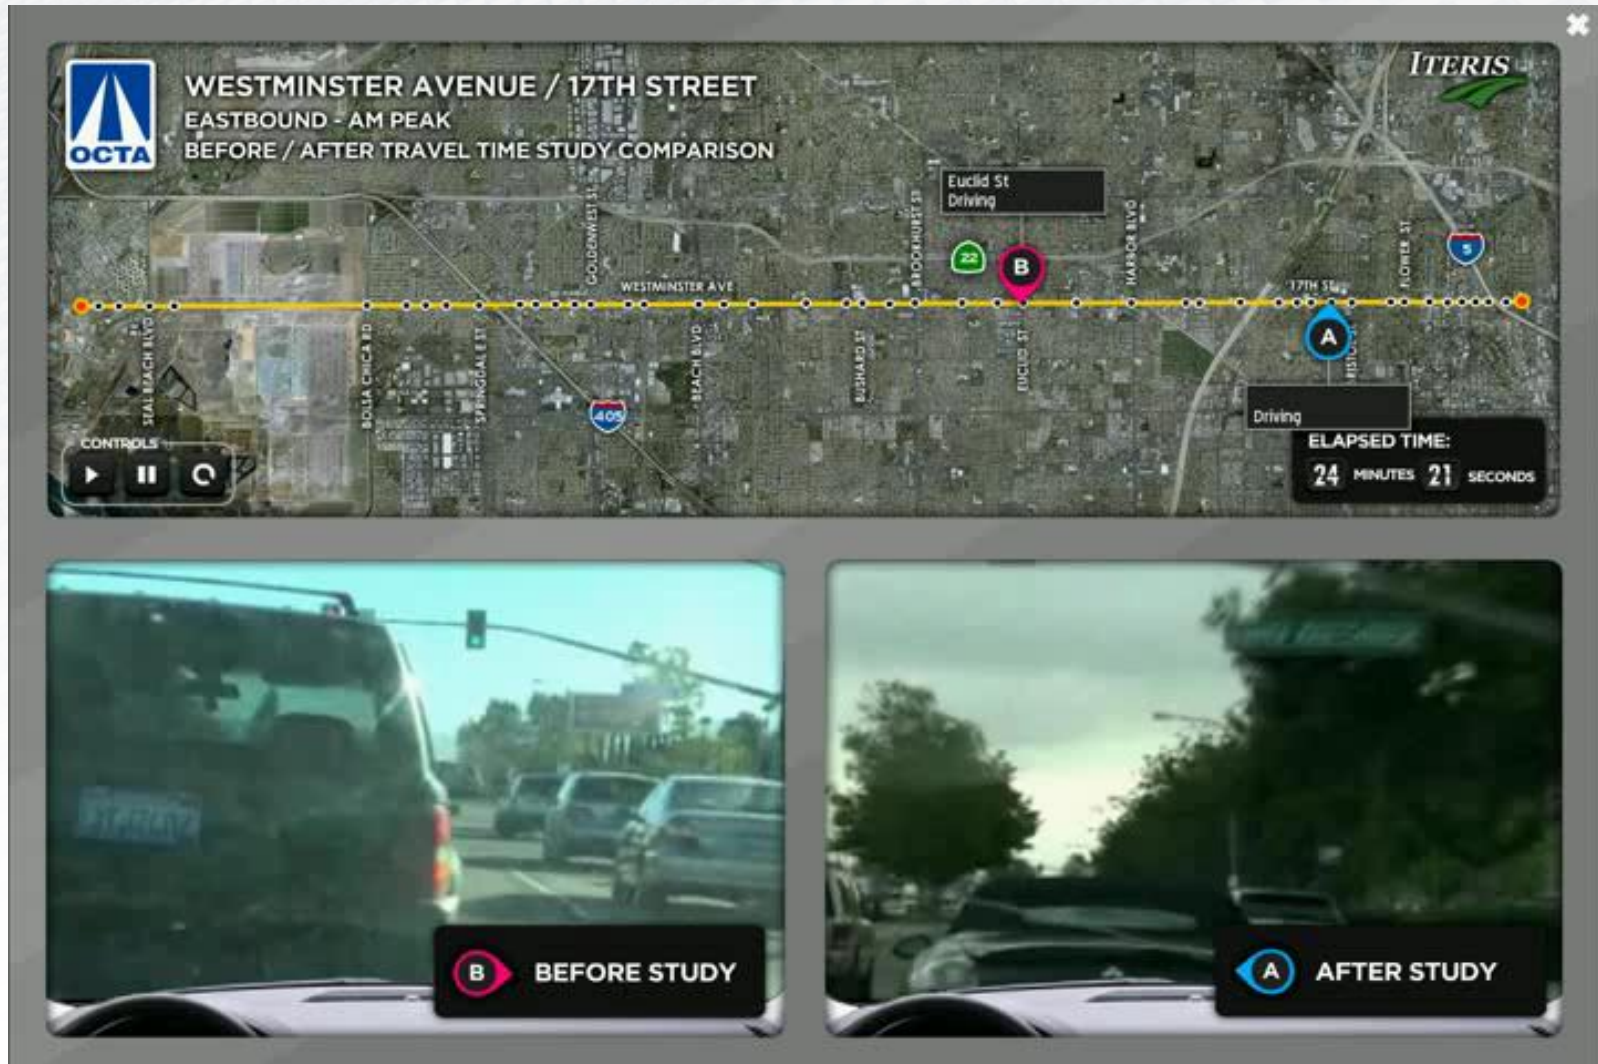 WESTMINSTER AVENUE / 17TH STREET
EASTBOUND - AM PEAK
BEFORE / AFTER TRAVEL TIME STUDY COMPARISON
OCTA
ITERIS
Euclid St
Driving
22
B
5
GOLDENWEST ST
BROOKHURST ST
HARBOR BLVD
FLOWER ST
WESTMINSTER AVE
17TH ST
SEAL BEACH BLVD
BOLSA CHICA RD
SPRINGDALE ST
BEACH BLVD
BUSHARD ST
EUCLID ST
A
405
Driving
CONTROLS
ELAPSED TIME:
24 MINUTES 21 SECONDS
B BEFORE STUDY
A AFTER STUDY